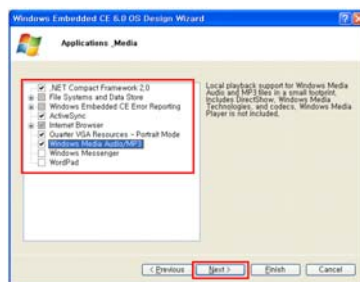 Windows Embedded CE 6.0 OS Design Wizard
Applications _Media
.NET Compact Framework 2.0
File Systems and Data Store
Windows Embedded CE Error Reporting
ActiveSync
Internet Browser
Quarter VGA Resources - Portrait Mode
Windows Media Audio/MP3
Windows Messenger
WordPad
Local playback support for Windows Media
Audio and MP3 files in a small footprint.
Includes DirectShow, Windows Media
Technologies, and codecs. Windows Media
Player is not included.
< Previous
Next >
Finish
Cancel